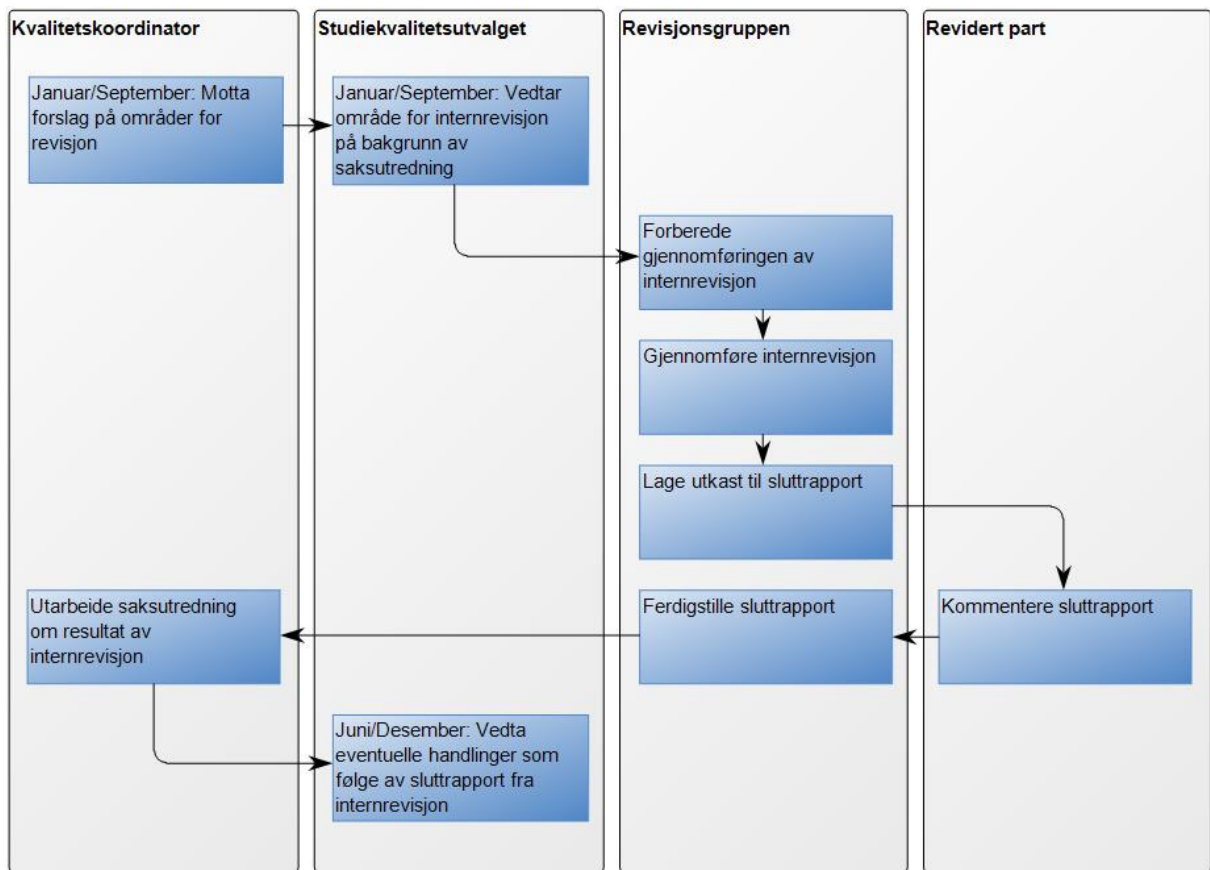 Kvalitetskoordinator
Studiekvalitetsutvalget
Revisjonsgruppen
Revidert part
Januar/September: Motta
forslag på områder for
revisjon
Januar/September: Vedtar
område for internrevisjon
på bakgrunn av
saksutredning
Forberede
gjennomføringen av
internrevisjon
Gjennomføre internrevisjon
Lage utkast til sluttrapport
Kommentere sluttrapport
Ferdigstille sluttrapport
Utarbeide saksutredning
om resultat av
internrevisjon
Juni/Desember: Vedta
eventuelle handlinger som
følge av sluttrapport fra
internrevisjon